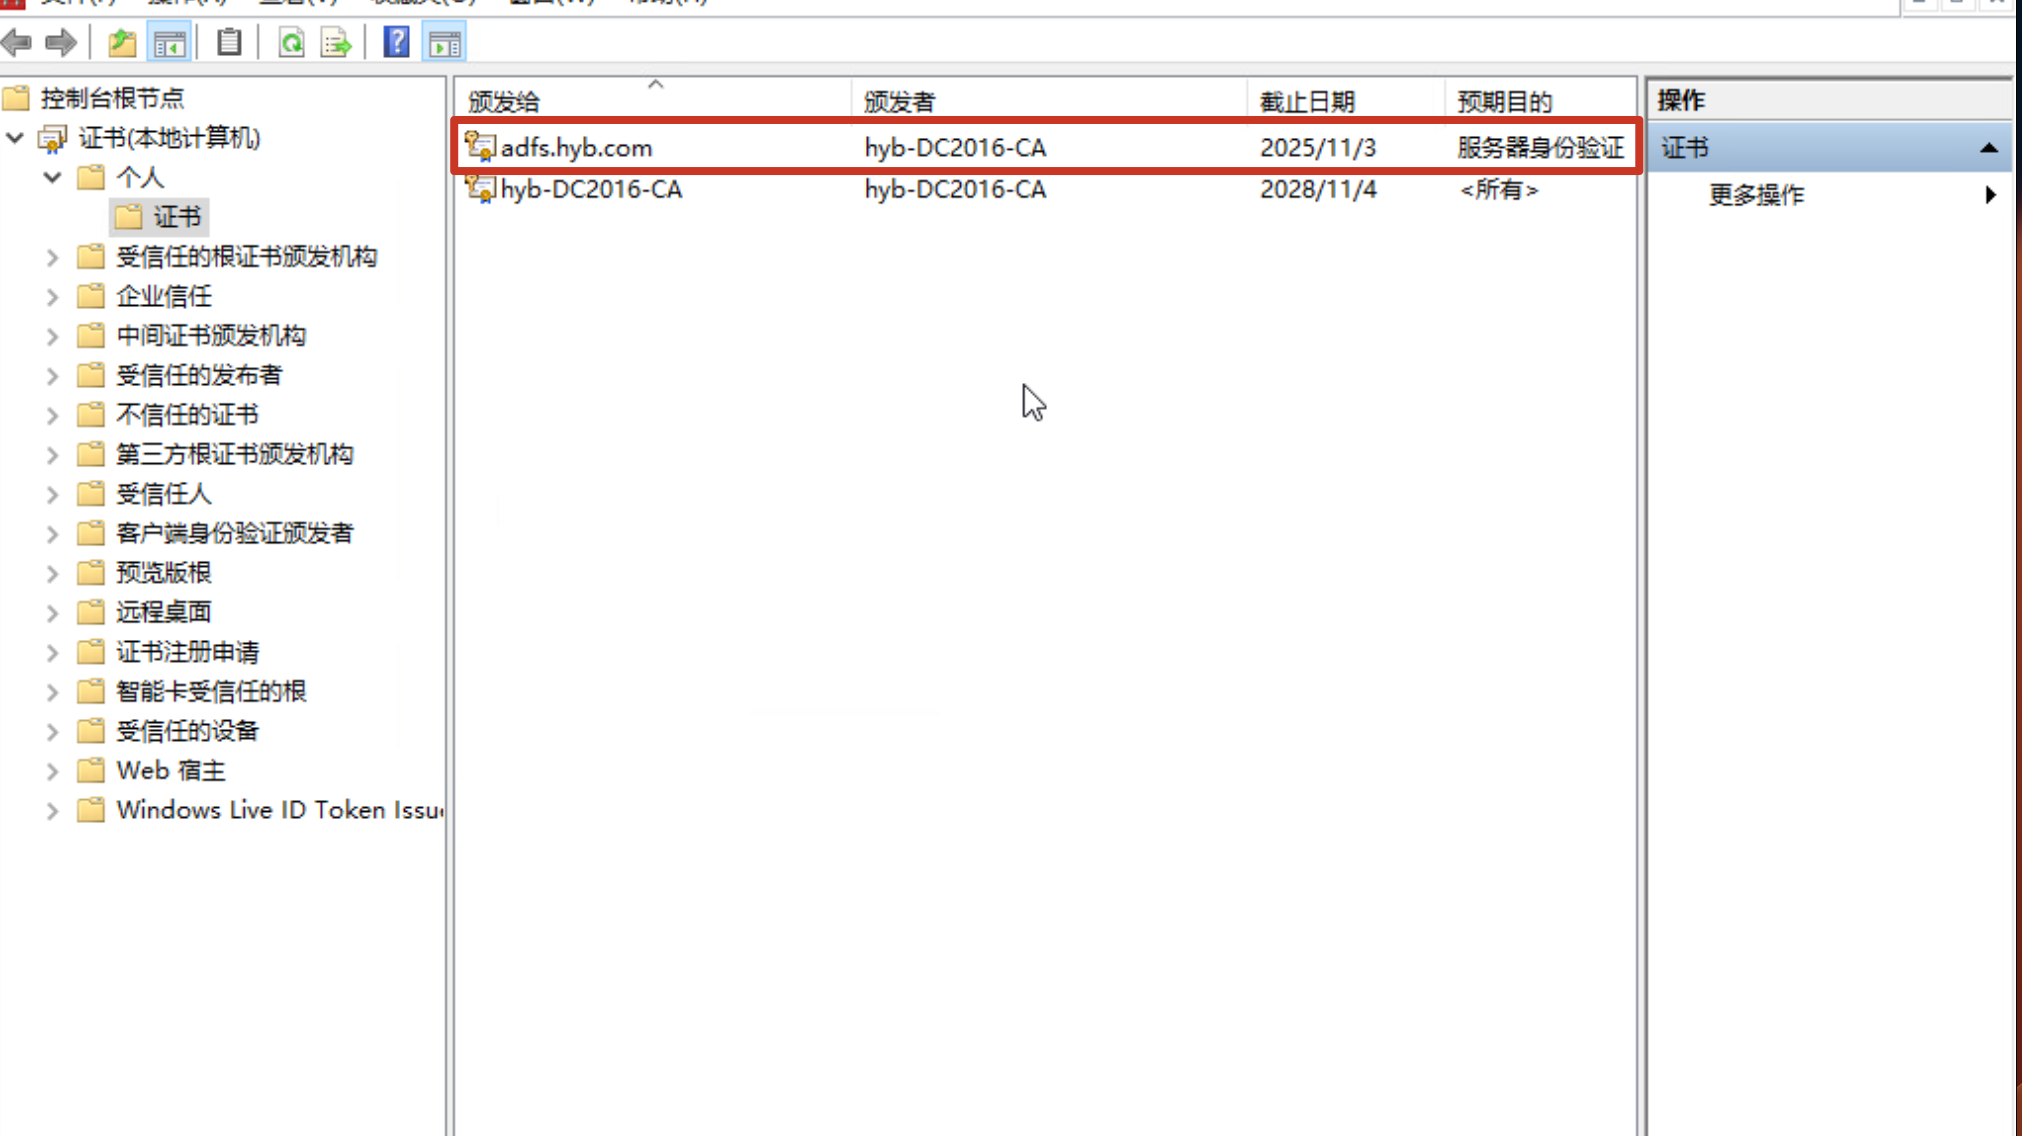 控制台根节点
证书(本地计算机)
个人
证书
受信任的根证书颁发机构
企业信任
中间证书颁发机构
受信任的发布者
不信任的证书
第三方根证书颁发机构
受信任人
客户端身份验证颁发者
预览版根
远程桌面
证书注册申请
智能卡受信任的根
受信任的设备
Web 宿主
Windows Live ID Token Issu
颁发给 颁发者 截止日期 预期目的
adfs.hyb.com hyb-DC2016-CA 2025/11/3 服务器身份验证
hyb-DC2016-CA hyb-DC2016-CA 2028/11/4 <所有>
操作
证书
更多操作